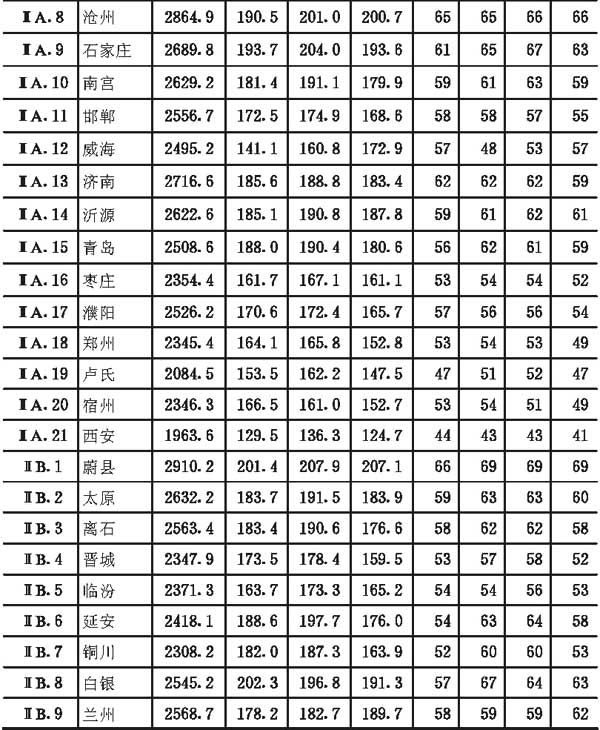 ⅡA.8 沧州 2864.9 190.5 201.0 200.7 65 65 66 66
ⅡA.9 石家庄 2689.8 193.7 204.0 193.6 61 65 67 63
ⅡA.10 南宫 2629.2 181.4 191.1 179.9 59 61 63 59
ⅡA.11 邯郸 2556.7 172.5 174.9 168.6 58 58 57 55
ⅡA.12 威海 2495.2 141.1 160.8 172.9 57 48 53 57
ⅡA.13 济南 2716.6 185.6 188.8 183.4 62 62 62 59
ⅡA.14 沂源 2622.6 185.1 190.8 187.8 59 61 62 61
ⅡA.15 青岛 2508.6 188.0 190.4 180.6 56 62 61 59
ⅡA.16 枣庄 2354.4 161.7 167.1 161.1 53 54 54 52
ⅡA.17 濮阳 2526.2 170.6 172.4 165.7 57 56 56 54
ⅡA.18 郑州 2345.4 164.1 165.8 152.8 53 54 53 49
ⅡA.19 卢氏 2084.5 153.5 162.2 147.5 47 51 52 47
ⅡA.20 宿州 2346.3 166.5 161.0 152.7 53 54 51 49
ⅡA.21 西安 1963.6 129.5 136.3 124.7 44 43 43 41
ⅡB.1 蔚县 2910.2 201.4 207.9 207.1 66 69 69 69
ⅡB.2 太原 2632.2 183.7 191.5 183.9 59 63 63 60
ⅡB.3 离石 2563.4 183.4 190.6 176.6 58 62 62 58
ⅡB.4 晋城 2347.9 173.5 178.4 159.5 53 57 58 52
ⅡB.5 临汾 2371.3 163.7 173.3 165.2 54 54 56 53
ⅡB.6 延安 2418.1 188.6 197.7 176.0 54 63 64 58
ⅡB.7 铜川 2308.2 182.0 187.3 163.9 52 60 60 53
ⅡB.8 白银 2545.2 202.3 196.8 191.3 57 67 64 63
ⅡB.9 兰州 2568.7 178.2 182.7 189.7 58 59 59 62